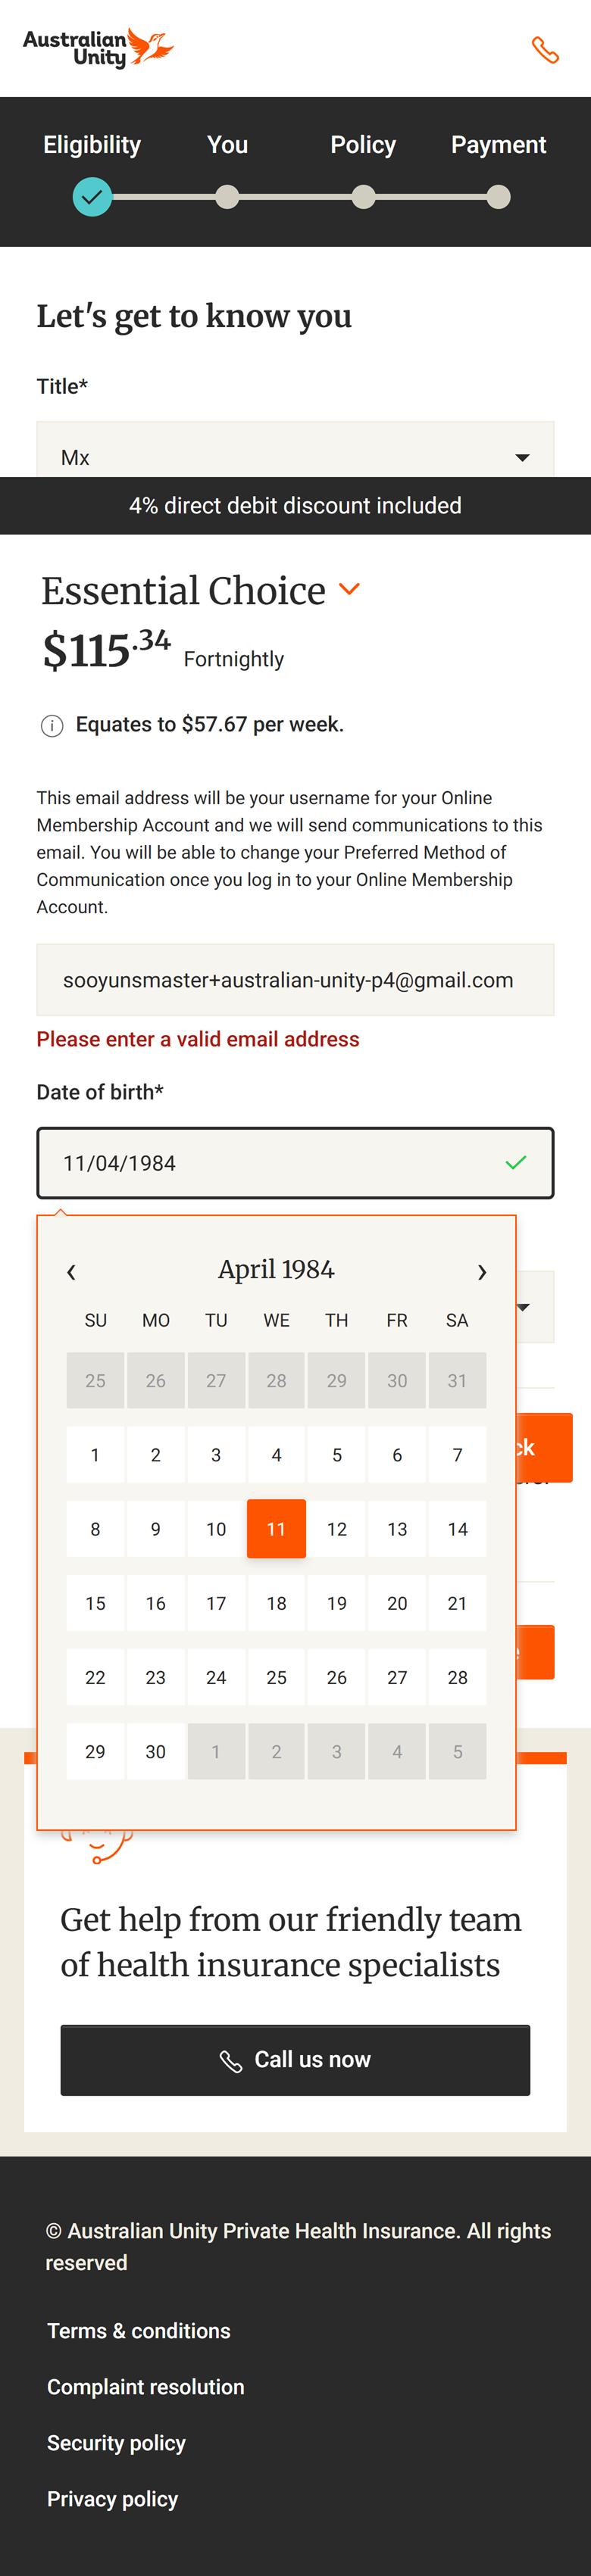 Australian
Unity
Eligibility You Policy Payment
Let's get to know you
Title*
Mx
4% direct debit discount included
Essential Choice
$115.34 Fortnightly
Equates to $57.67 per week.
This email address will be your username for your Online
Membership Account and we will send communications to this
email. You will be able to change your Preferred Method of
Communication once you log in to your Online Membership
Account.
sooyunsmaster+australian-unity-p4@gmail.com
Please enter a valid email address
Date of birth*
11/04/1984
‹ April 1984 ›
SU MO TU WE TH FR SA
25 26 27 28 29 30 31
1 2 3 4 5 6 7
8 9 10 11 12 13 14
15 16 17 18 19 20 21
22 23 24 25 26 27 28
29 30 1 2 3 4 5
Get help from our friendly team
of health insurance specialists
Call us now
© Australian Unity Private Health Insurance. All rights
reserved
Terms & conditions
Complaint resolution
Security policy
Privacy policy